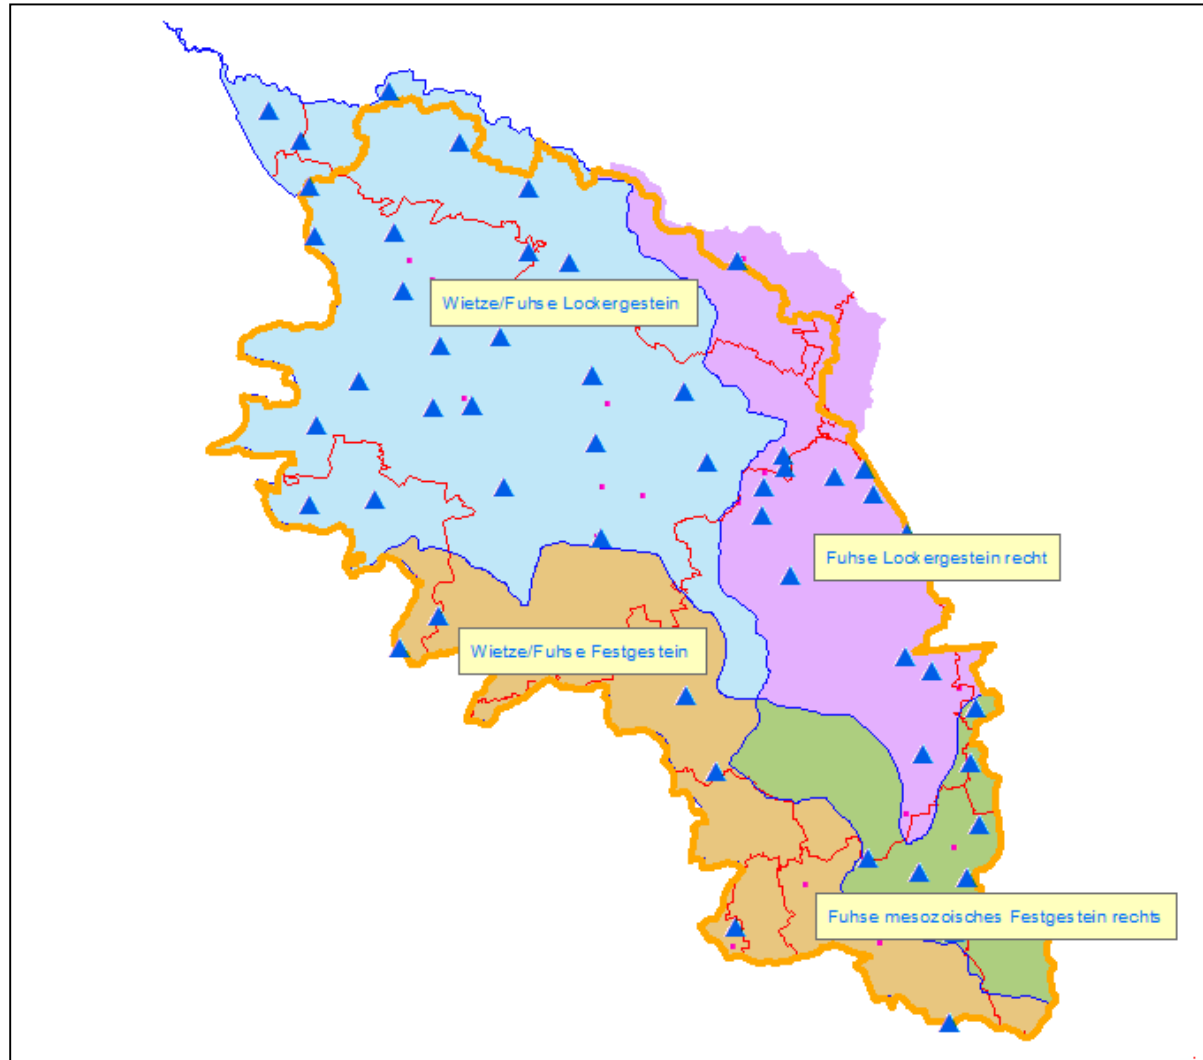 Wietze/Fuhse Lockergestein
Fuhse Lockergestein recht
Wietze/Fuhse Festgestein
Fuhse mesozoisches Festgestein rechts